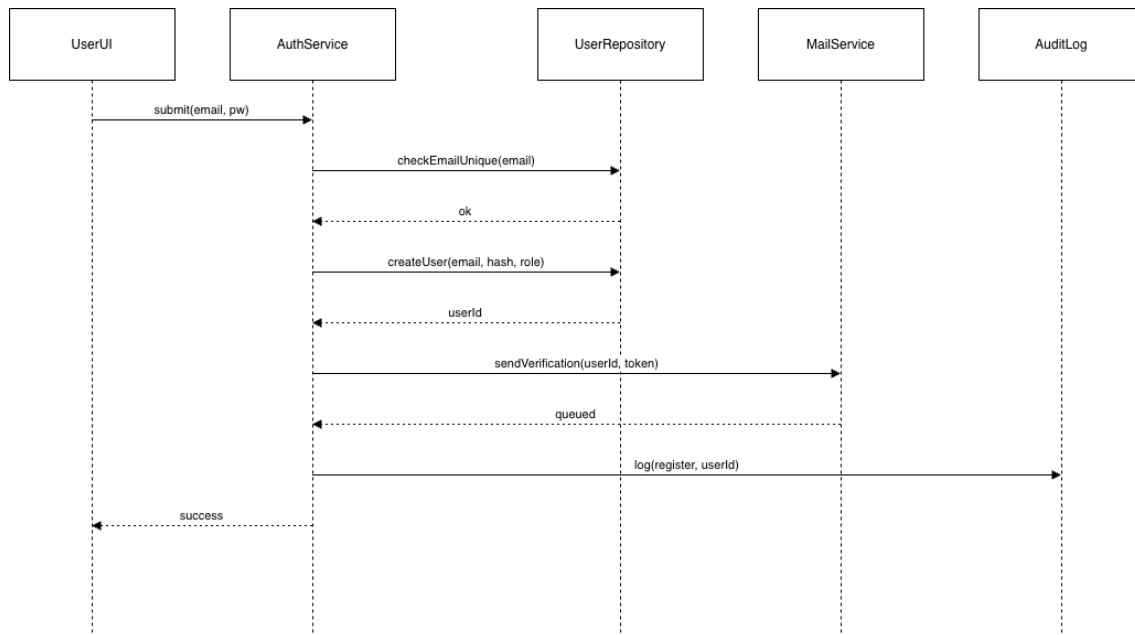 UserUI
AuthService
UserRepository
MailService
AuditLog
submit(email, pw)
checkEmailUnique(email)
ok
createUser(email, hash, role)
userId
sendVerification(userId, token)
queued
log(register, userId)
success